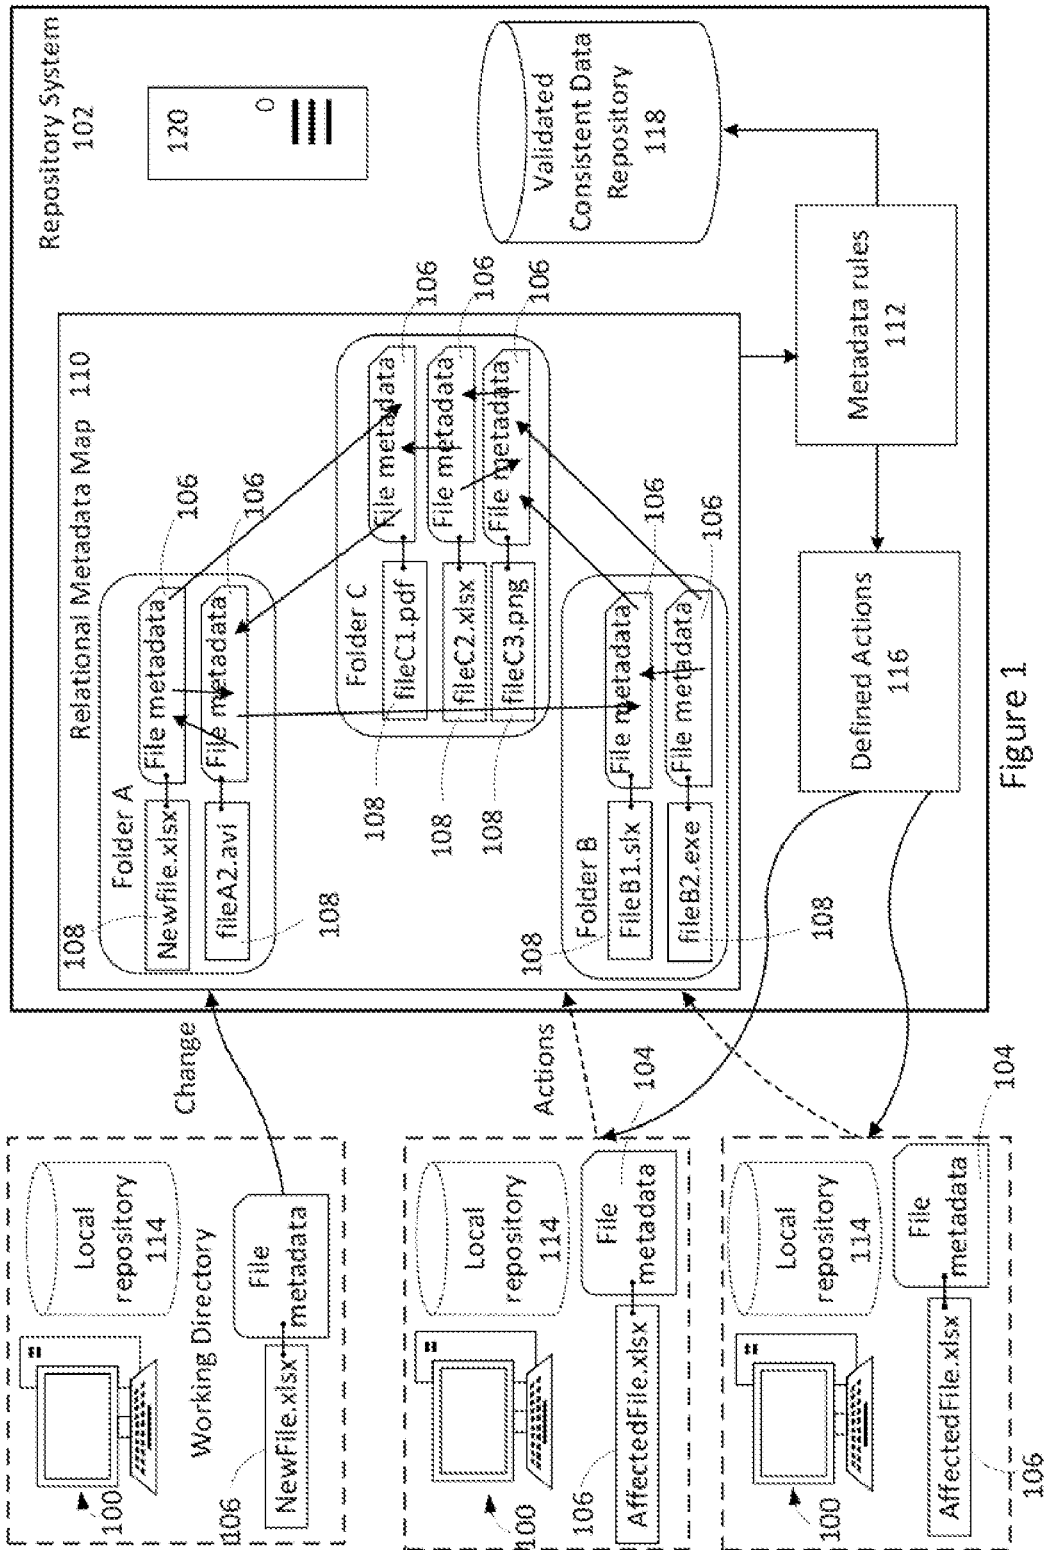 Repository System
102
120
Relational Metadata Map 110
Folder A
108
Newfile.xlsx
File metadata
106
fileA2.avi
File metadata
106
108
Folder C
fileC1.pdf
File metadata
106
108
fileC2.xlsx
File metadata
106
108
fileC3.png
File metadata
106
108
Folder B
108
FileB1.slx
File metadata
106
fileB2.exe
File metadata
106
108
Validated
Consistent Data
Repository
118
Metadata rules
112
Defined Actions
116
Change
Actions
100
Local
repository
114
Working Directory
106
NewFile.xlsx
File
metadata
100
Local
repository
114
106
AffectedFile.xlsx
File
metadata
104
100
Local
repository
114
106
AffectedFile.xlsx
File
metadata
104
Figure 1